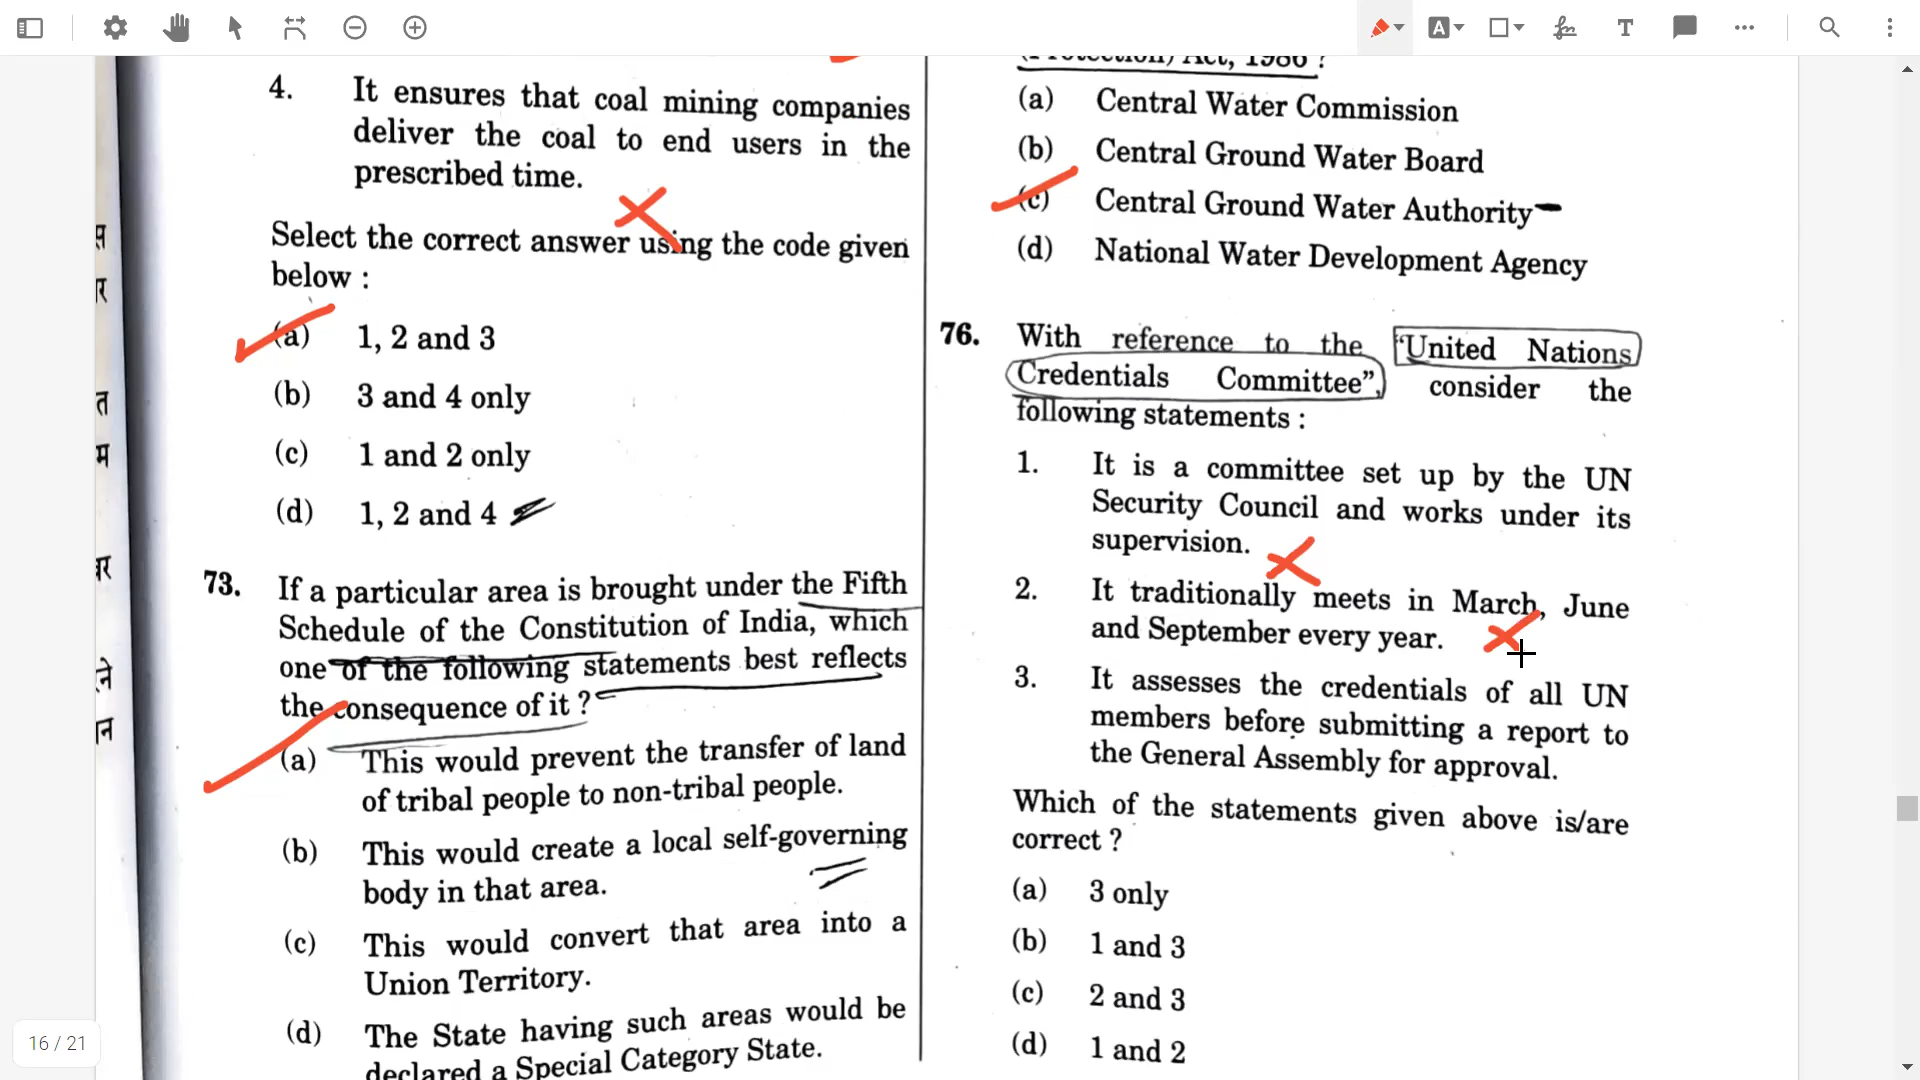 4. It ensures that coal mining companies
deliver the coal to end users in the
prescribed time.
Select the correct answer using the code given
below :
(a) 1, 2 and 3
(b) 3 and 4 only
(c) 1 and 2 only
(d) 1, 2 and 4
73. If a particular area is brought under the Fifth
Schedule of the Constitution of India, which
one of the following statements best reflects
the consequence of it ?
(a) This would prevent the transfer of land
of tribal people to non-tribal people.
(b) This would create a local self-governing
body in that area.
(c) This would convert that area into a
Union Territory.
(d) The State having such areas would be
declared a Special Category State.
(Protection) Act, 1986 ?
(a) Central Water Commission
(b) Central Ground Water Board
(c) Central Ground Water Authority
(d) National Water Development Agency
76. With reference to the "United Nations
Credentials Committee", consider the
following statements :
1. It is a committee set up by the UN
Security Council and works under its
supervision.
2. It traditionally meets in March, June
and September every year.
3. It assesses the credentials of all UN
members before submitting a report to
the General Assembly for approval.
Which of the statements given above is/are
correct ?
(a) 3 only
(b) 1 and 3
(c) 2 and 3
(d) 1 and 2
16 / 21